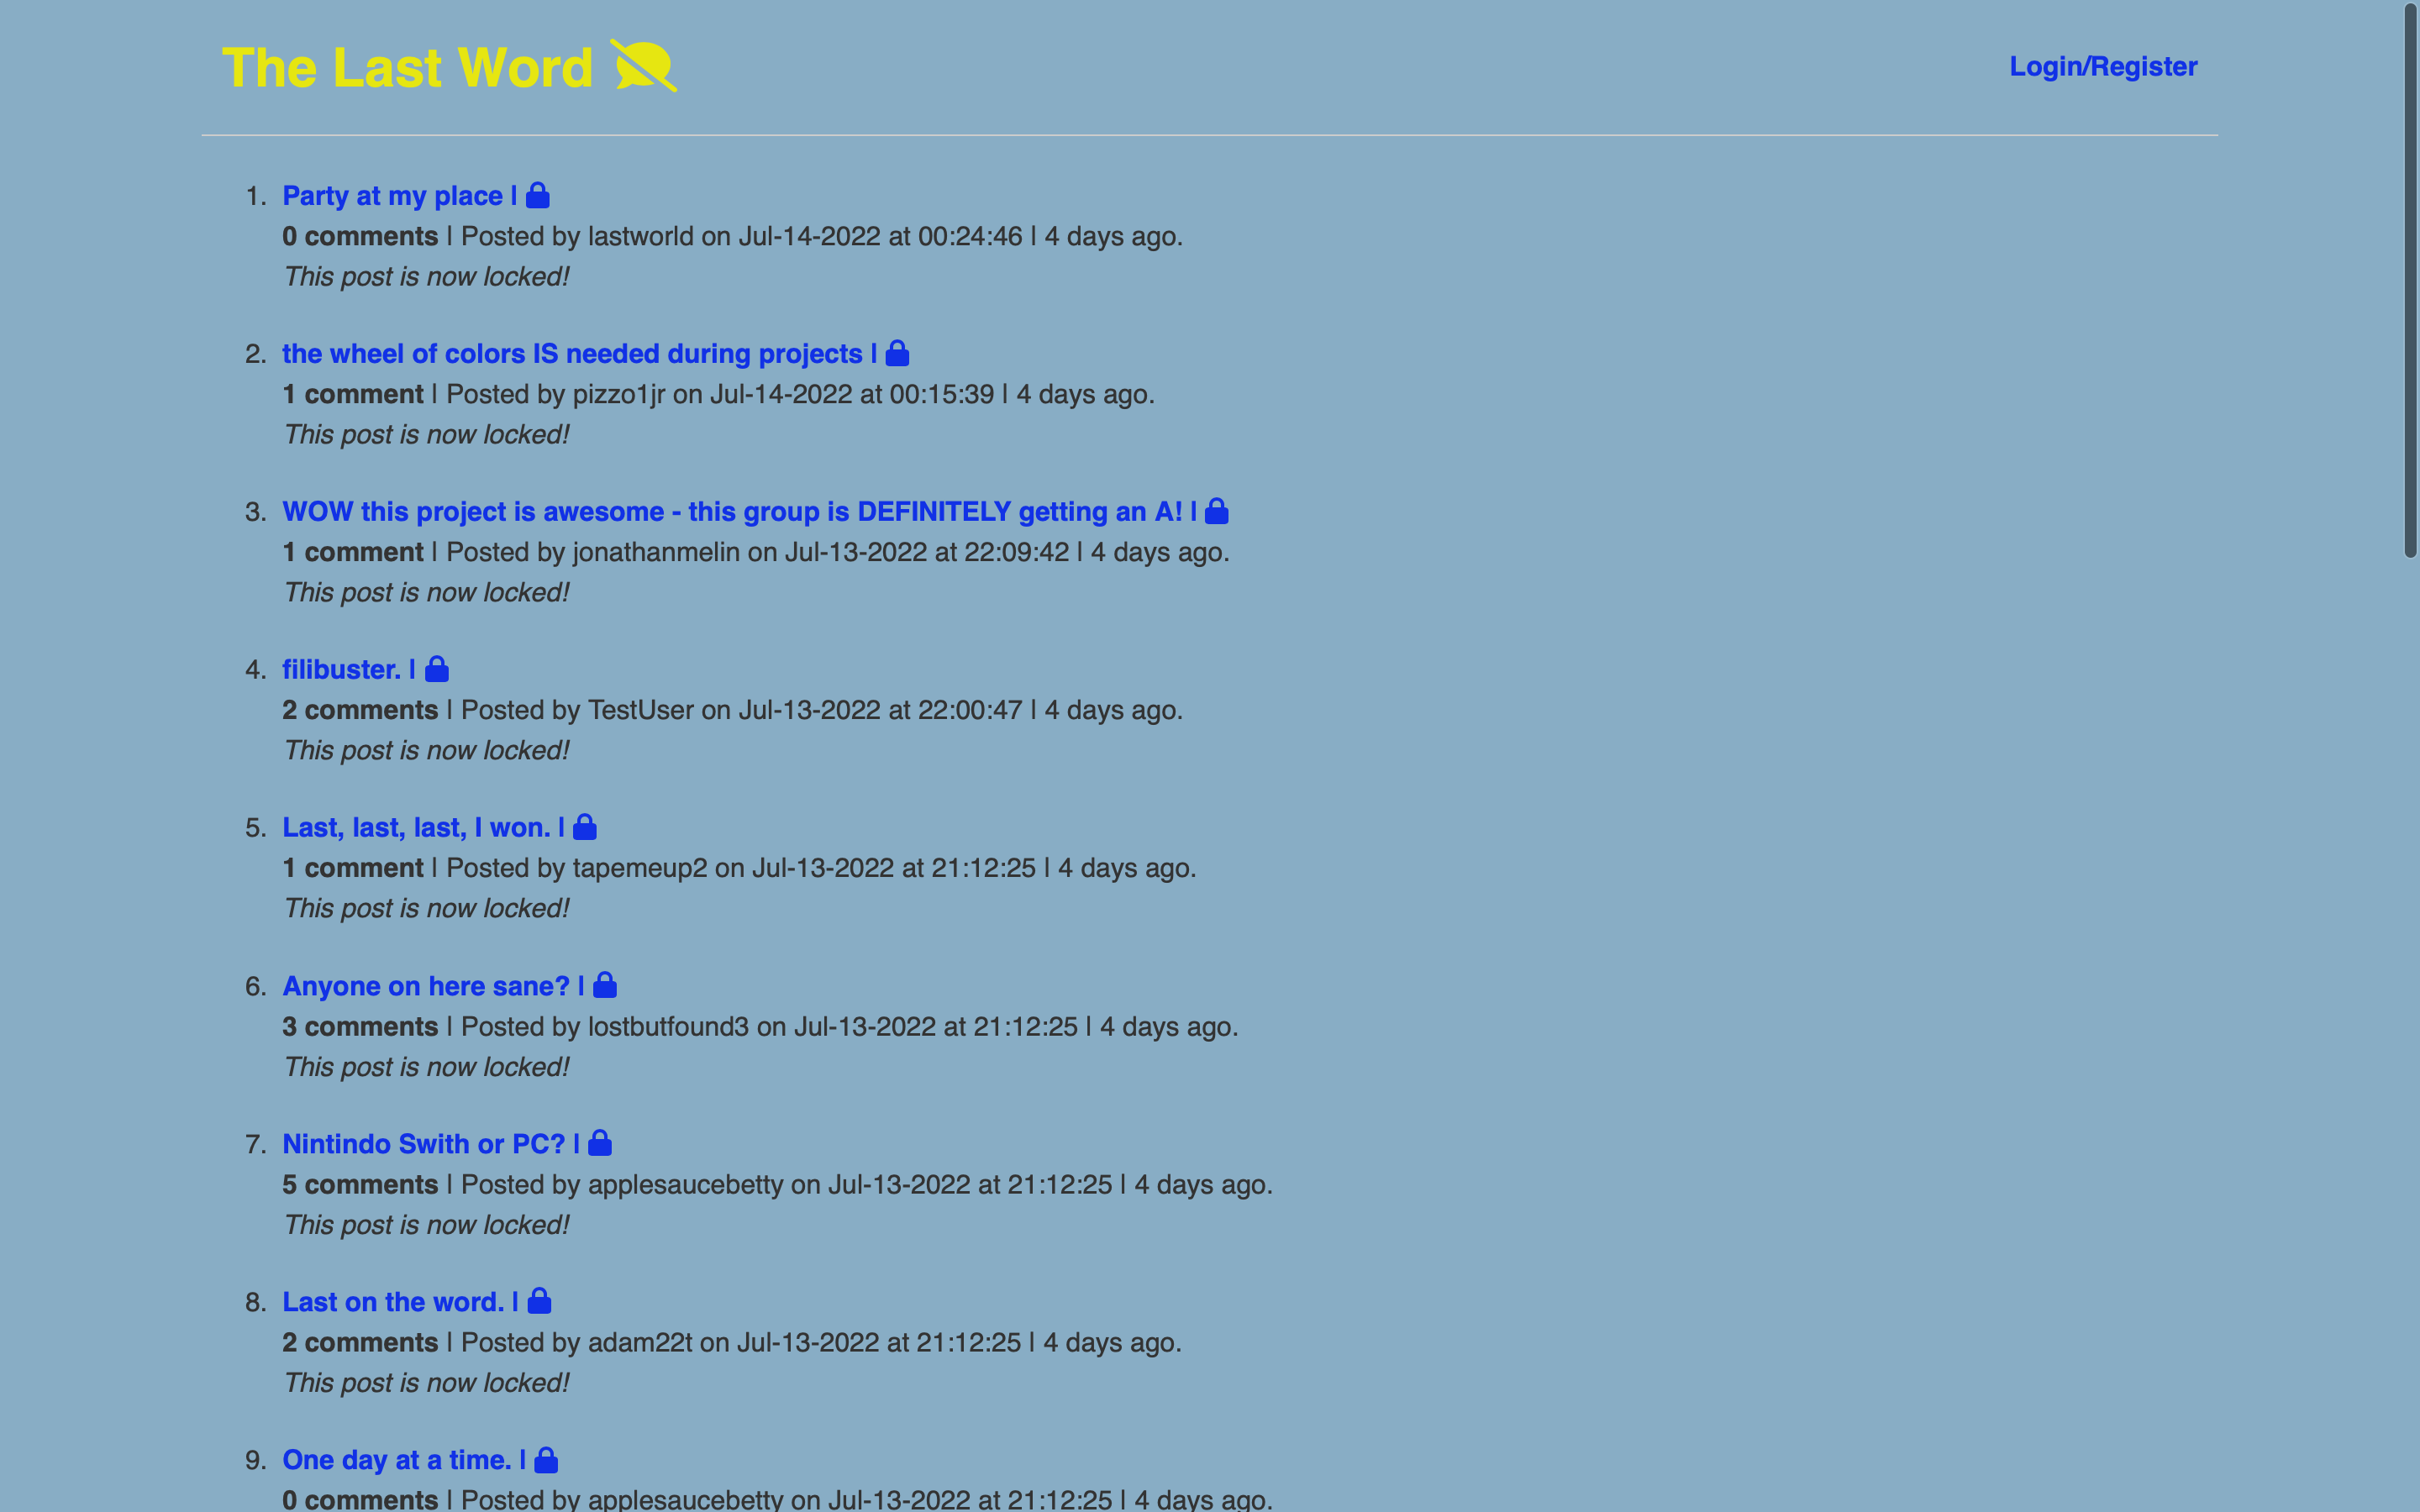 The Last Word
Login/Register
1. Party at my place |
0 comments | Posted by lastworld on Jul-14-2022 at 00:24:46 | 4 days ago.
This post is now locked!
2. the wheel of colors IS needed during projects |
1 comment | Posted by pizzo1jr on Jul-14-2022 at 00:15:39 | 4 days ago.
This post is now locked!
3. WOW this project is awesome - this group is DEFINITELY getting an A! |
1 comment | Posted by jonathanmelin on Jul-13-2022 at 22:09:42 | 4 days ago.
This post is now locked!
4. filibuster. |
2 comments | Posted by TestUser on Jul-13-2022 at 22:00:47 | 4 days ago.
This post is now locked!
5. Last, last, last, I won. |
1 comment | Posted by tapemeup2 on Jul-13-2022 at 21:12:25 | 4 days ago.
This post is now locked!
6. Anyone on here sane? |
3 comments | Posted by lostbutfound3 on Jul-13-2022 at 21:12:25 | 4 days ago.
This post is now locked!
7. Nintindo Swith or PC? |
5 comments | Posted by applesaucebetty on Jul-13-2022 at 21:12:25 | 4 days ago.
This post is now locked!
8. Last on the word. |
2 comments | Posted by adam22t on Jul-13-2022 at 21:12:25 | 4 days ago.
This post is now locked!
9. One day at a time. |
0 comments | Posted by applesaucebetty on Jul-13-2022 at 21:12:25 | 4 days ago.